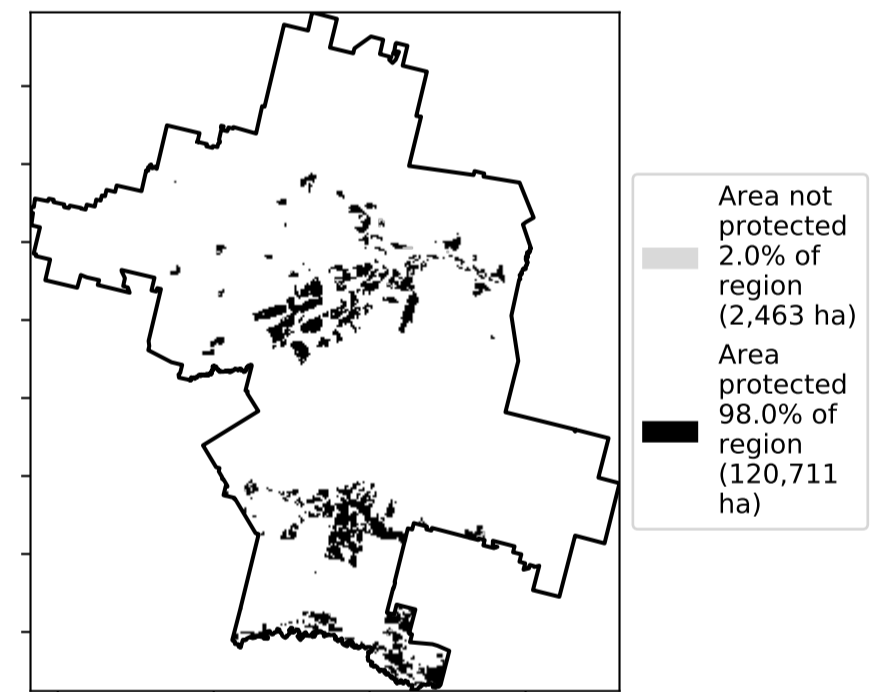 Area not
protected
2.0% of
region
(2,463 ha)
Area
protected
98.0% of
region
(120,711
ha)